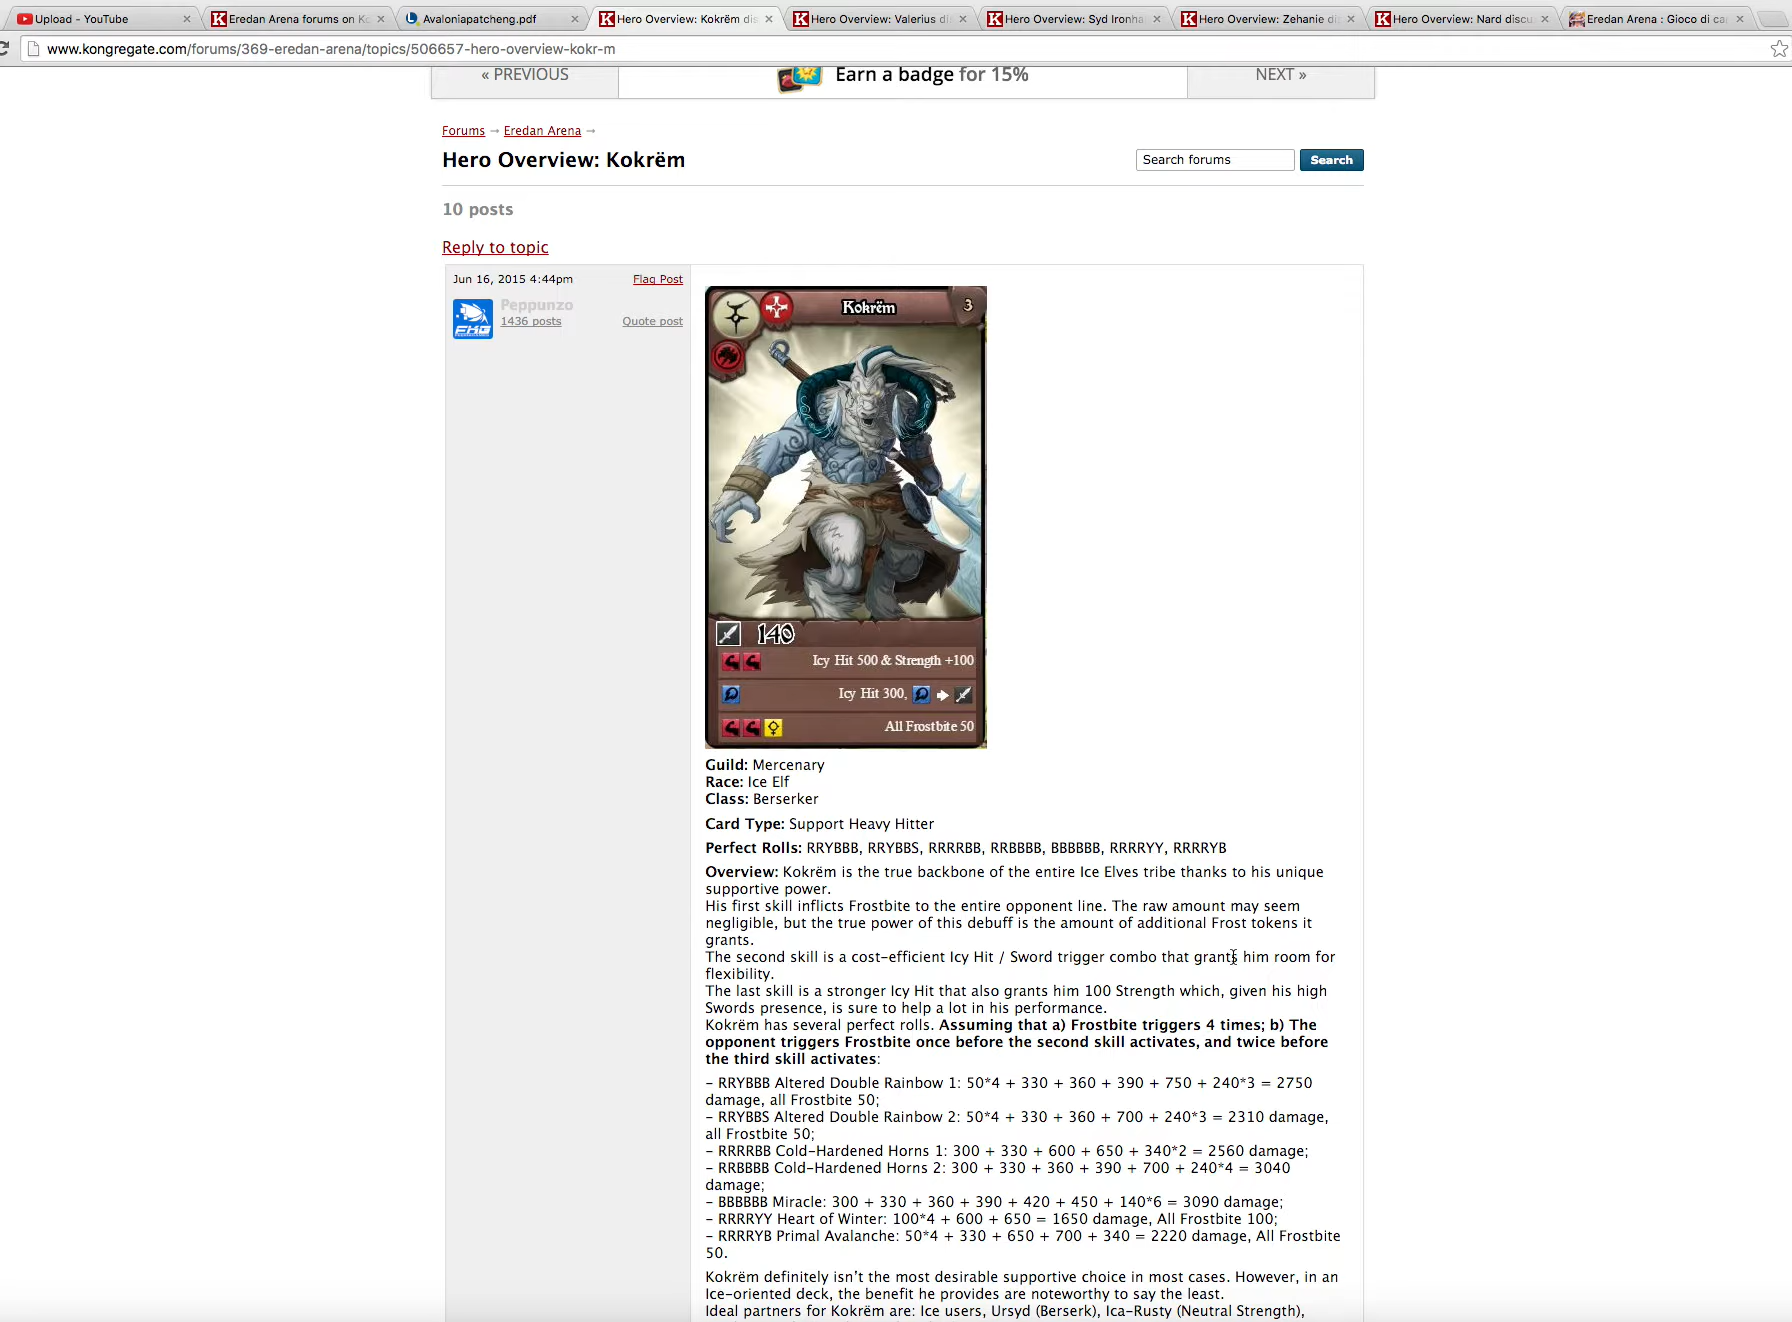 Upload - YouTube
Eredan Arena forums on Ko
Avaloniapatcheng.pdf
Hero Overview: Kokrëm dis
Hero Overview: Valerius di
Hero Overview: Syd Ironha
Hero Overview: Zehanie di
Hero Overview: Nard discu
Eredan Arena : Gioco di ca
www.kongregate.com/forums/369-eredan-arena/topics/506657-hero-overview-kokr-m
« PREVIOUS
Earn a badge for 15%
NEXT »
Forums → Eredan Arena →
Hero Overview: Kokrëm
Search forums
Search
10 posts
Reply to topic
Jun 16, 2015 4:44pm
Flag Post
Peppunzo
1436 posts
Quote post
FKG
Kokrëm
3
140
Icy Hit 500 & Strength +100
Icy Hit 300,
All Frostbite 50
Guild: Mercenary
Race: Ice Elf
Class: Berserker
Card Type: Support Heavy Hitter
Perfect Rolls: RRYBBB, RRYBBS, RRRRBB, RRBBBB, BBBBBB, RRRRYY, RRRRYB
Overview: Kokrëm is the true backbone of the entire Ice Elves tribe thanks to his unique
supportive power.
His first skill inflicts Frostbite to the entire opponent line. The raw amount may seem
negligible, but the true power of this debuff is the amount of additional Frost tokens it
grants.
The second skill is a cost-efficient Icy Hit / Sword trigger combo that grants him room for
flexibility.
The last skill is a stronger Icy Hit that also grants him 100 Strength which, given his high
Swords presence, is sure to help a lot in his performance.
Kokrëm has several perfect rolls. Assuming that a) Frostbite triggers 4 times; b) The
opponent triggers Frostbite once before the second skill activates, and twice before
the third skill activates:
- RRYBBB Altered Double Rainbow 1: 50*4 + 330 + 360 + 390 + 750 + 240*3 = 2750
damage, all Frostbite 50;
- RRYBBS Altered Double Rainbow 2: 50*4 + 330 + 360 + 700 + 240*3 = 2310 damage,
all Frostbite 50;
- RRRRBB Cold-Hardened Horns 1: 300 + 330 + 600 + 650 + 340*2 = 2560 damage;
- RRBBBB Cold-Hardened Horns 2: 300 + 330 + 360 + 390 + 700 + 240*4 = 3040
damage;
- BBBBBB Miracle: 300 + 330 + 360 + 390 + 420 + 450 + 140*6 = 3090 damage;
- RRRRYY Heart of Winter: 100*4 + 600 + 650 = 1650 damage, All Frostbite 100;
- RRRRYB Primal Avalanche: 50*4 + 330 + 650 + 700 + 340 = 2220 damage, All Frostbite
50.
Kokrëm definitely isn't the most desirable supportive choice in most cases. However, in an
Ice-oriented deck, the benefit he provides are noteworthy to say the least.
Ideal partners for Kokrëm are: Ice users, Ursyd (Berserk), Ica-Rusty (Neutral Strength),